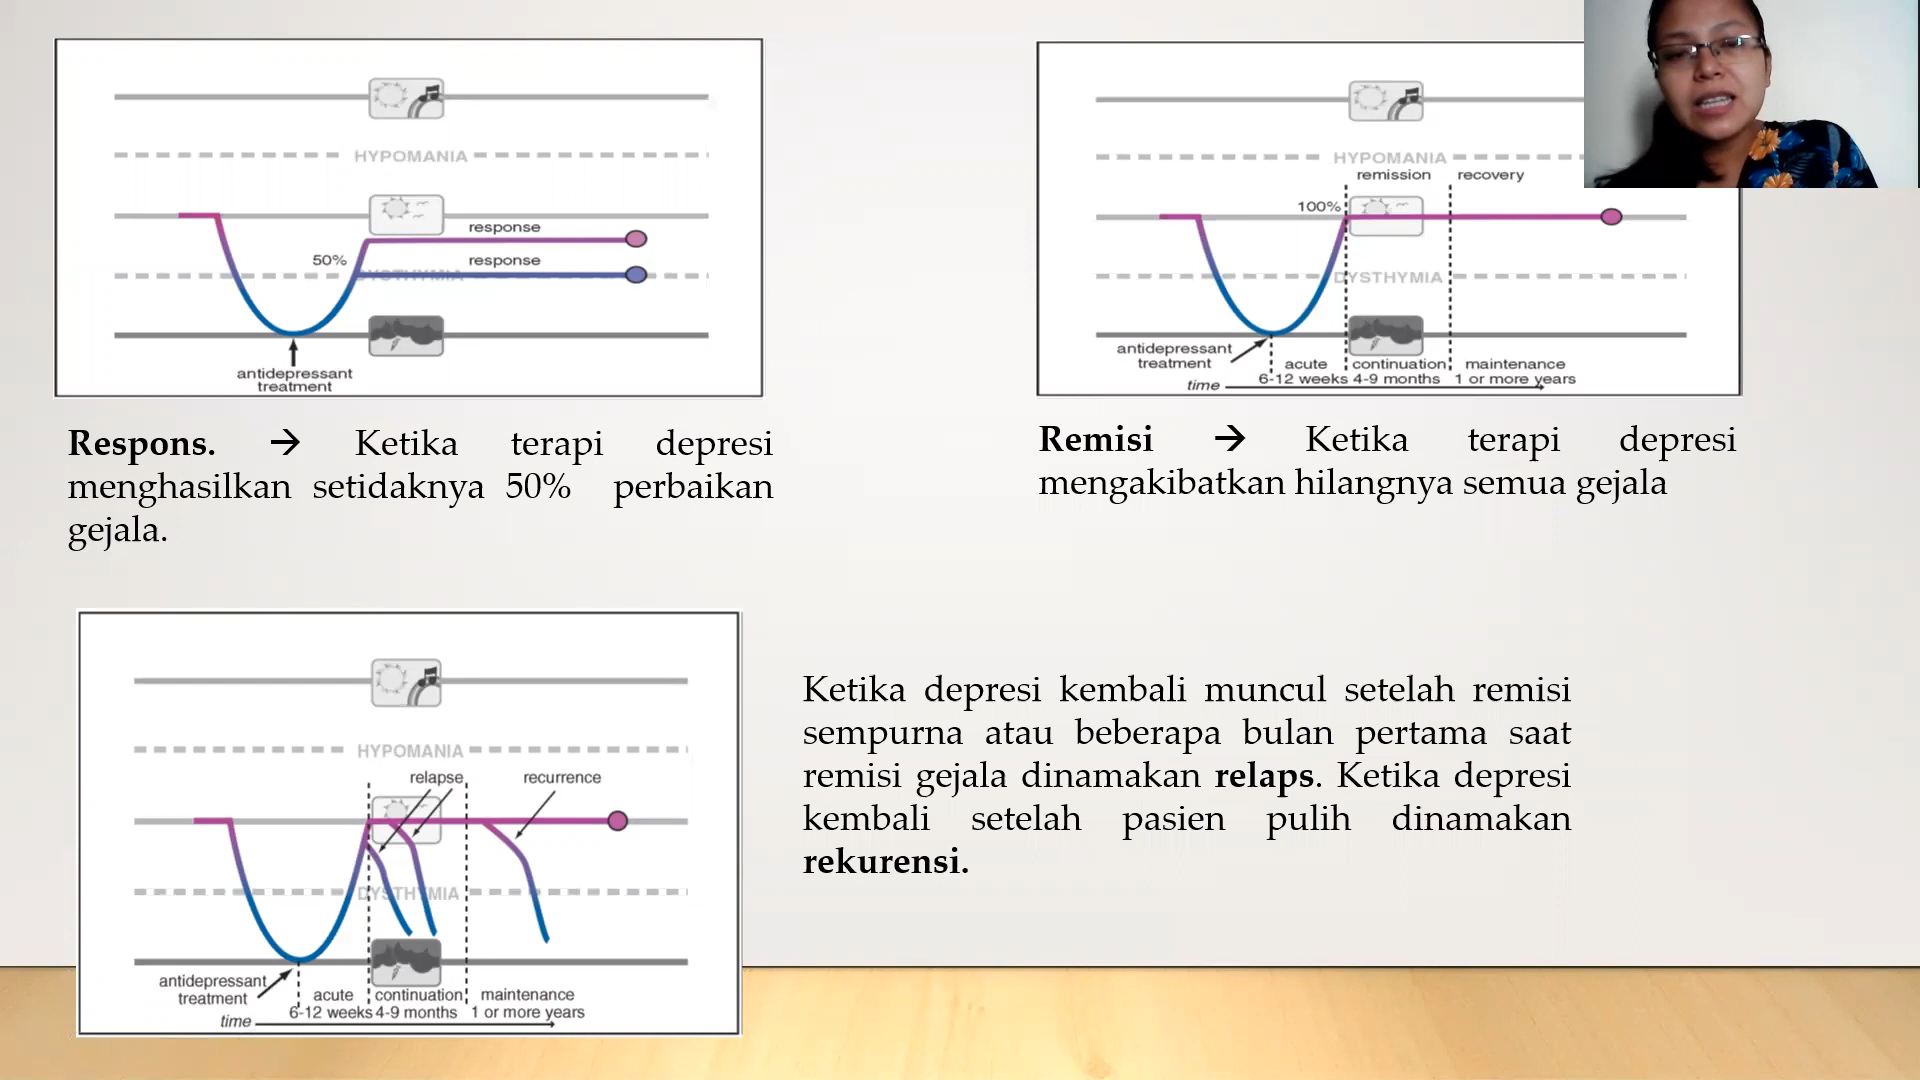 HYPOMANIA
response
50%
response
DYSTHYMIA
antidepressant
treatment
Respons. → Ketika terapi depresi
menghasilkan setidaknya 50% perbaikan
gejala.
HYPOMANIA
remission recovery
100%
DYSTHYMIA
antidepressant
treatment
acute continuation maintenance
6-12 weeks 4-9 months 1 or more years
time
Remisi → Ketika terapi depresi
mengakibatkan hilangnya semua gejala
HYPOMANIA
relapse recurrence
DYSTHYMIA
antidepressant
treatment
acute continuation maintenance
6-12 weeks 4-9 months 1 or more years
time
Ketika depresi kembali muncul setelah remisi
sempurna atau beberapa bulan pertama saat
remisi gejala dinamakan relaps. Ketika depresi
kembali setelah pasien pulih dinamakan
rekurensi.